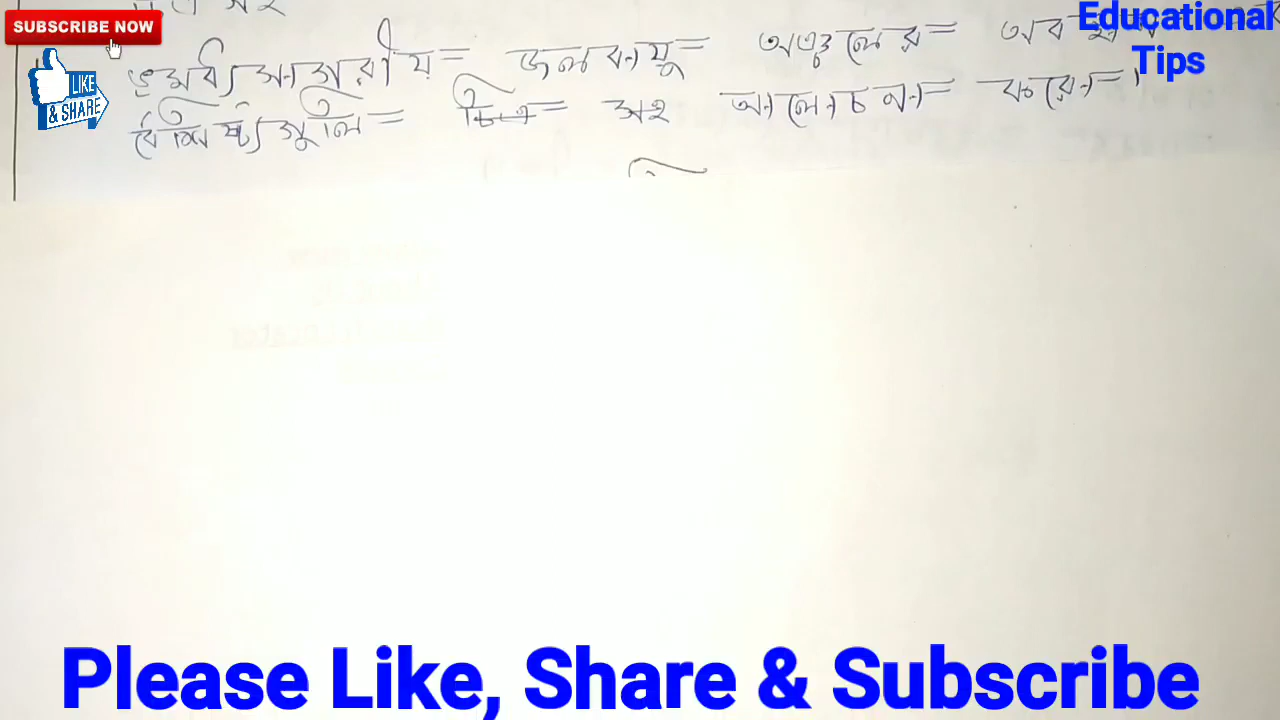 SUBSCRIBE NOW
Educational
Tips
LIKE
& SHARE
ভূমধ্যসাগরীয় জলবায়ু অঞ্চলের
বৈশিষ্ট্যগুলি চিত্র সহ আলোচনা করো।
Please Like, Share & Subscribe